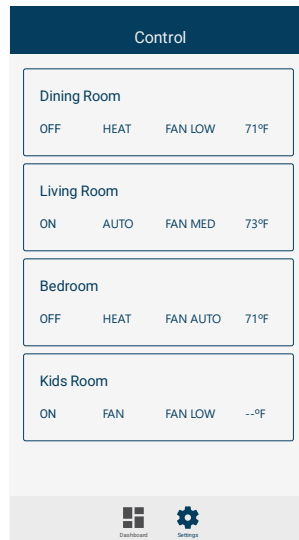 Control
Dining Room
OFF HEAT FAN LOW 71ºF
Living Room
ON AUTO FAN MED 73ºF
Bedroom
OFF HEAT FAN AUTO 71ºF
Kids Room
ON FAN FAN LOW --ºF
Dashboard Settings